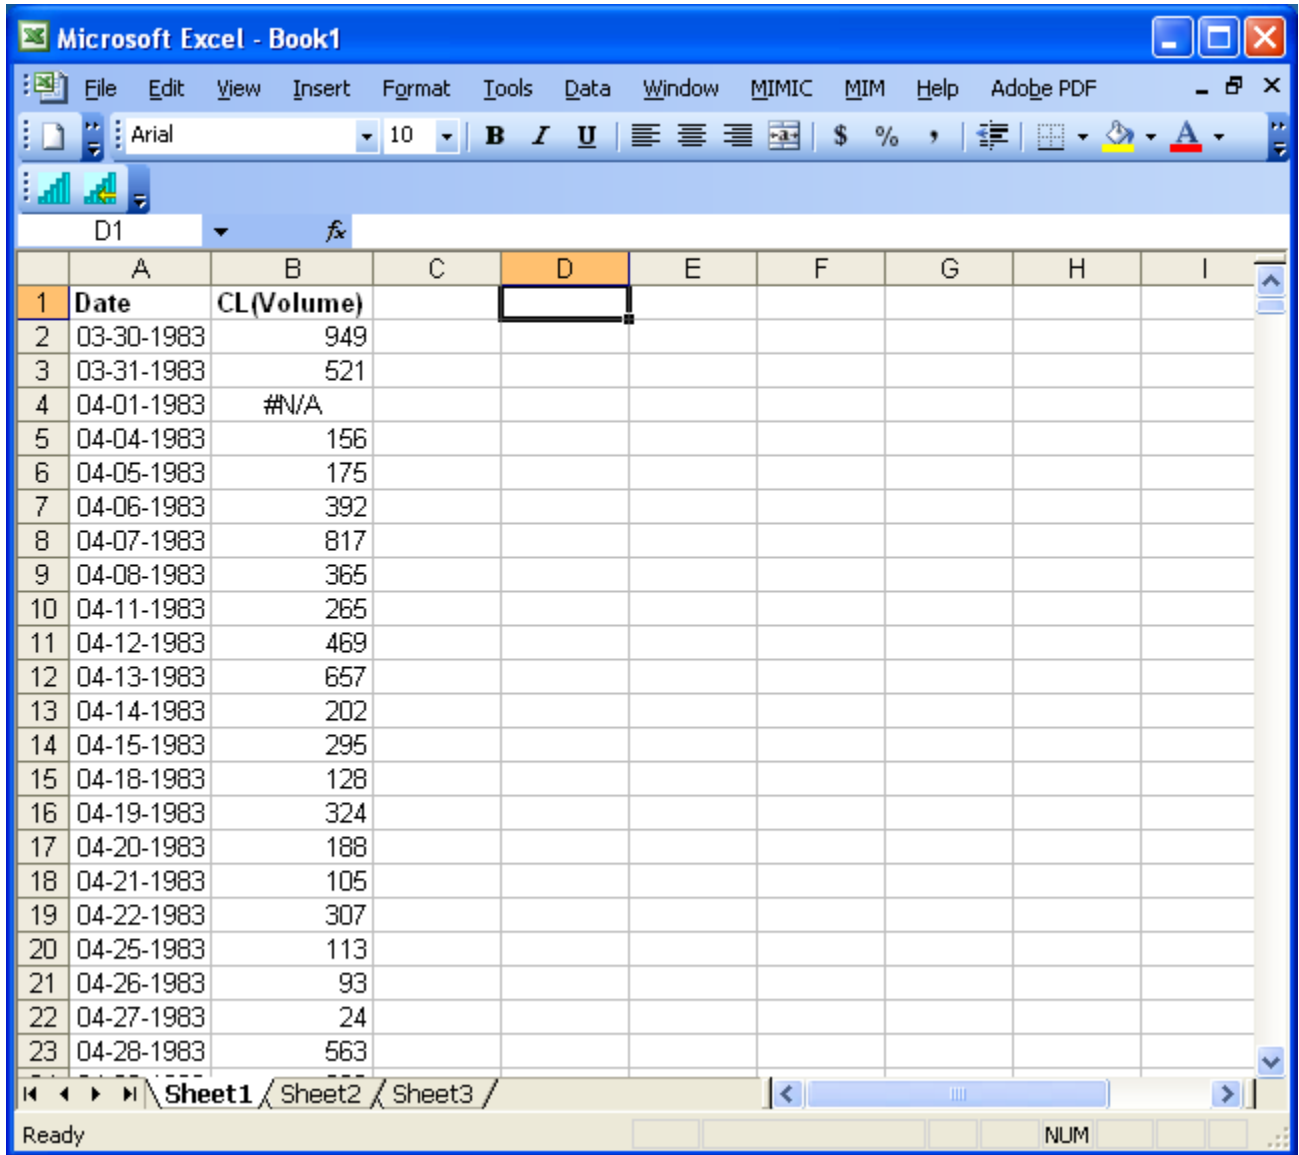 Microsoft Excel - Book1
File Edit View Insert Format Tools Data Window MIMIC MIM Help Adobe PDF
Arial 10 B I U $ % , A
D1 fx
A B C D E F G H I
1 Date CL(Volume)
2 03-30-1983 949
3 03-31-1983 521
4 04-01-1983 #N/A
5 04-04-1983 156
6 04-05-1983 175
7 04-06-1983 392
8 04-07-1983 817
9 04-08-1983 365
10 04-11-1983 265
11 04-12-1983 469
12 04-13-1983 657
13 04-14-1983 202
14 04-15-1983 295
15 04-18-1983 128
16 04-19-1983 324
17 04-20-1983 188
18 04-21-1983 105
19 04-22-1983 307
20 04-25-1983 113
21 04-26-1983 93
22 04-27-1983 24
23 04-28-1983 563
Sheet1 Sheet2 Sheet3
Ready NUM